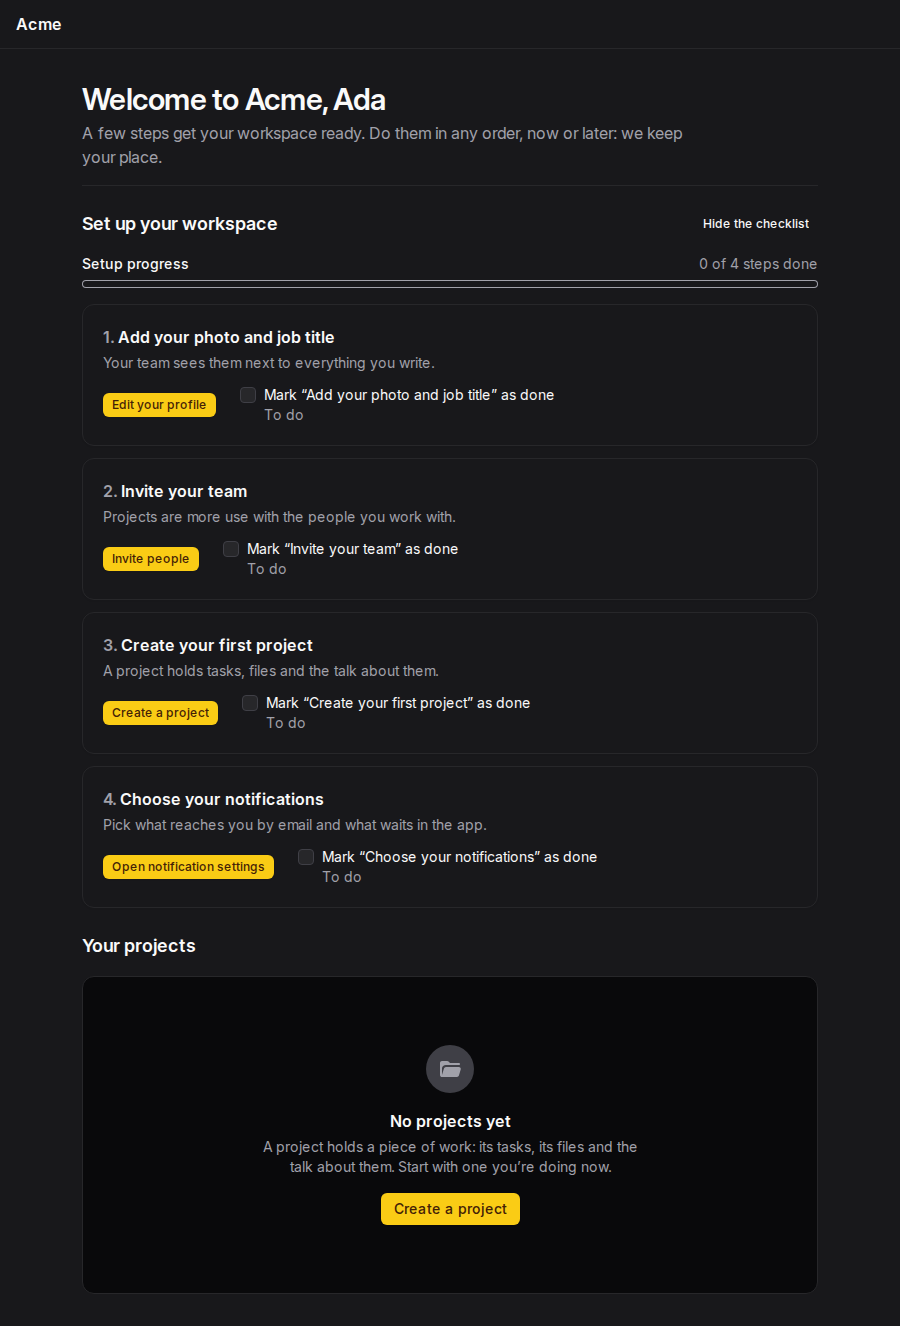 Acme
Welcome to Acme, Ada
A few steps get your workspace ready. Do them in any order, now or later: we keep
your place.
Set up your workspace
Hide the checklist
Setup progress
0 of 4 steps done
1. Add your photo and job title
Your team sees them next to everything you write.
Edit your profile
Mark “Add your photo and job title” as done
To do
2. Invite your team
Projects are more use with the people you work with.
Invite people
Mark “Invite your team” as done
To do
3. Create your first project
A project holds tasks, files and the talk about them.
Create a project
Mark “Create your first project” as done
To do
4. Choose your notifications
Pick what reaches you by email and what waits in the app.
Open notification settings
Mark “Choose your notifications” as done
To do
Your projects
No projects yet
A project holds a piece of work: its tasks, its files and the
talk about them. Start with one you’re doing now.
Create a project